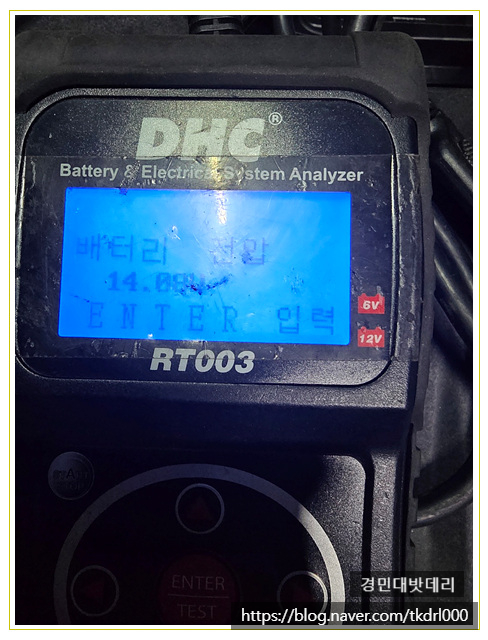 DHC®
Battery & Electrical System Analyzer
배터리 전압
ENTER 입력
6V
12V
RT003
ENTER
TEST
경민대밧데리
https://blog.naver.com/tkdrl000